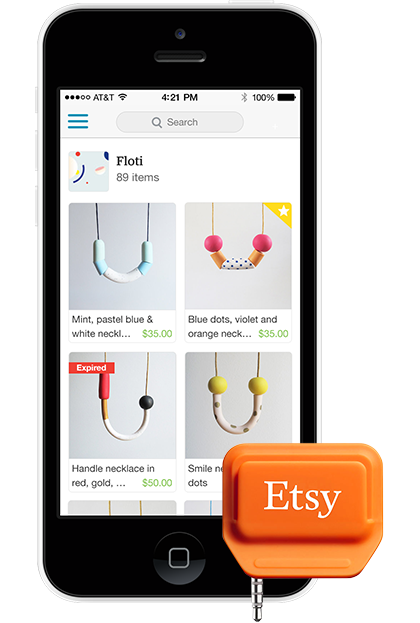 AT&T 4:21 PM 100%
Search
Floti
89 items
Mint, pastel blue &
white neckl... $35.00
Blue dots, violet and
orange neck... $35.00
Expired
Handle necklace in
red, gold, ... $50.00
Smile ne
dots
Etsy